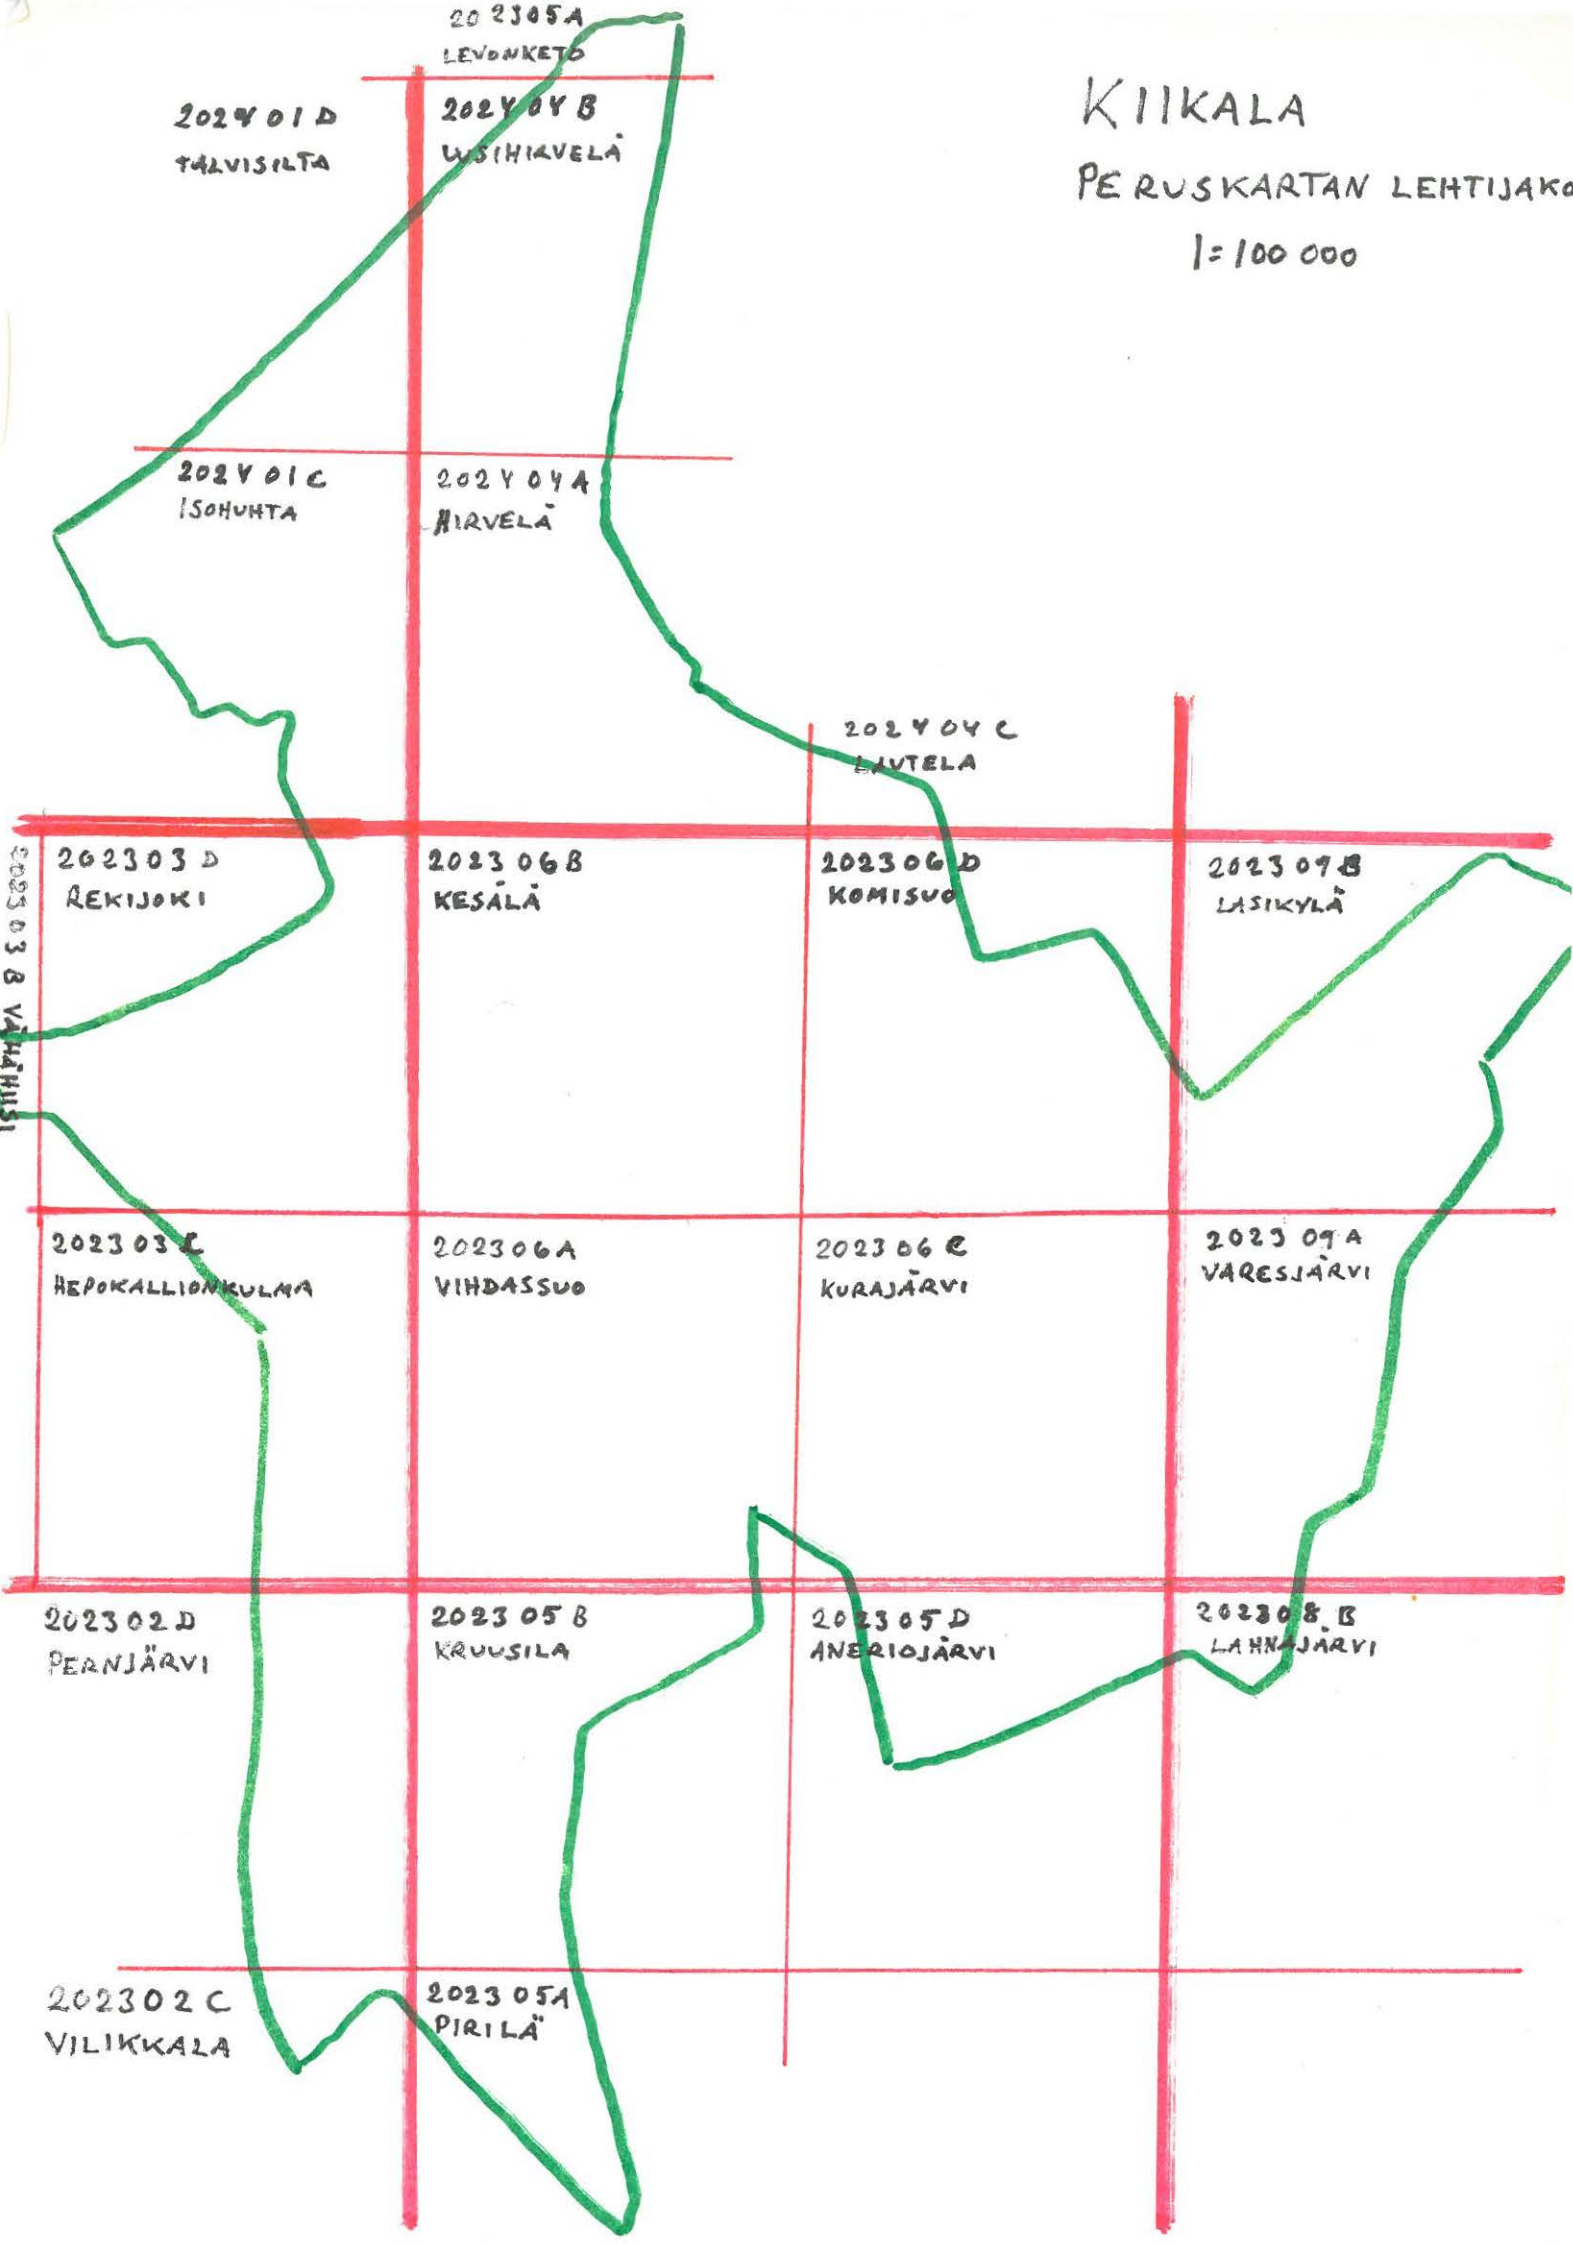 202305A
LEVONKETO
KIIKALA
PERUSKARTAN LEHTIJAKO
1=100 000
202401D
TALVISILTA
202404B
UUSIHIRVELÄ
202401C
ISOHUHTA
202404A
HIRVELÄ
202404C
LAUTELA
202303D
REKIJOKI
202306B
KESÄLÄ
202306D
KOMISUO
202309B
LASIKYLÄ
202303B VÄHÄHIISI
202303C
HEPOKALLIONKULMA
202306A
VIHDASSUO
202306C
KURAJÄRVI
202309A
VARESJÄRVI
202302D
PERNJÄRVI
202305B
KRUUSILA
202305D
ANERIOJÄRVI
202308B
LAHNAJÄRVI
202302C
VILIKKALA
202305A
PIRILÄ